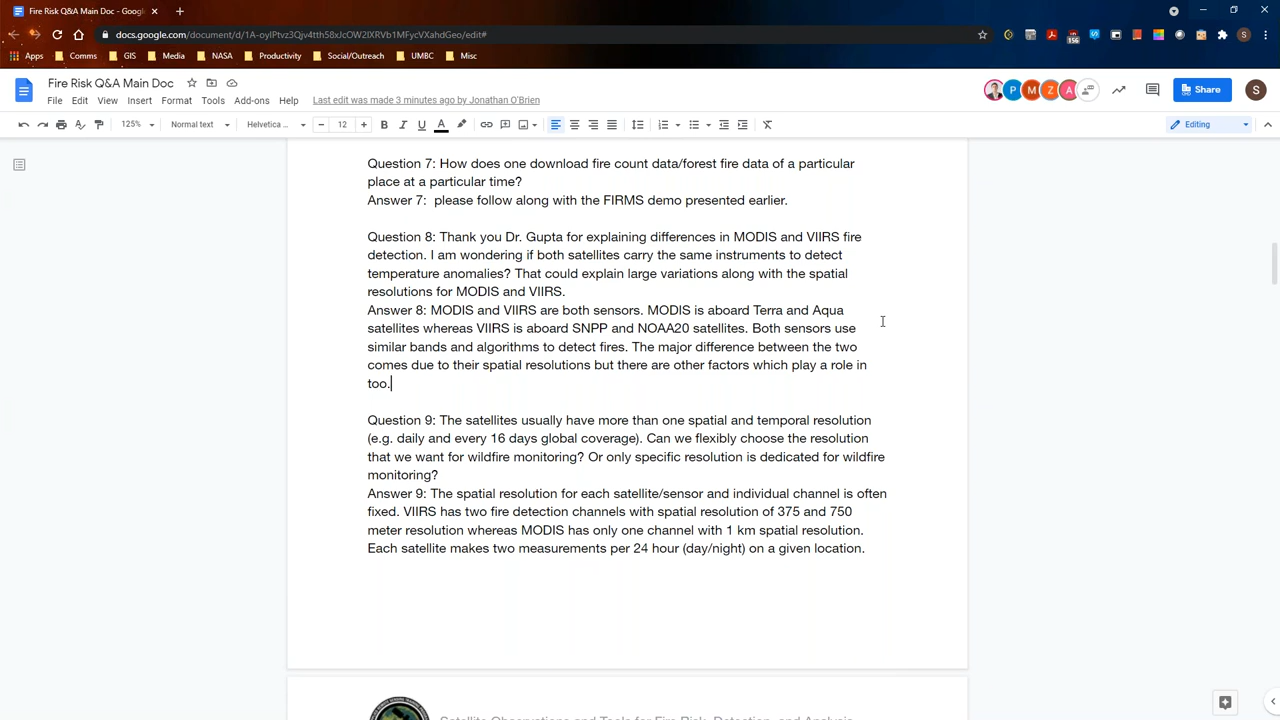 Fire Risk Q&A Main Doc - Google
docs.google.com/document/d/1A-oylPtvz3Qjv4tth58xJcOW2IXRVb1MFycVXahdGeo/edit#
Apps Comms GIS Media NASA Productivity Social/Outreach UMBC Misc
Fire Risk Q&A Main Doc
File Edit View Insert Format Tools Add-ons Help Last edit was made 3 minutes ago by Jonathan O'Brien
P M Z A Share S
125% Normal text Helvetica ... 12 B I U A Editing
Question 7: How does one download fire count data/forest fire data of a particular
place at a particular time?
Answer 7:  please follow along with the FIRMS demo presented earlier.
Question 8: Thank you Dr. Gupta for explaining differences in MODIS and VIIRS fire
detection. I am wondering if both satellites carry the same instruments to detect
temperature anomalies? That could explain large variations along with the spatial
resolutions for MODIS and VIIRS.
Answer 8: MODIS and VIIRS are both sensors. MODIS is aboard Terra and Aqua
satellites whereas VIIRS is aboard SNPP and NOAA20 satellites. Both sensors use
similar bands and algorithms to detect fires. The major difference between the two
comes due to their spatial resolutions but there are other factors which play a role in
too.
Question 9: The satellites usually have more than one spatial and temporal resolution
(e.g. daily and every 16 days global coverage). Can we flexibly choose the resolution
that we want for wildfire monitoring? Or only specific resolution is dedicated for wildfire
monitoring?
Answer 9: The spatial resolution for each satellite/sensor and individual channel is often
fixed. VIIRS has two fire detection channels with spatial resolution of 375 and 750
meter resolution whereas MODIS has only one channel with 1 km spatial resolution.
Each satellite makes two measurements per 24 hour (day/night) on a given location.
Satellite Observations and Tools for Fire Risk, Detection, and Analysis